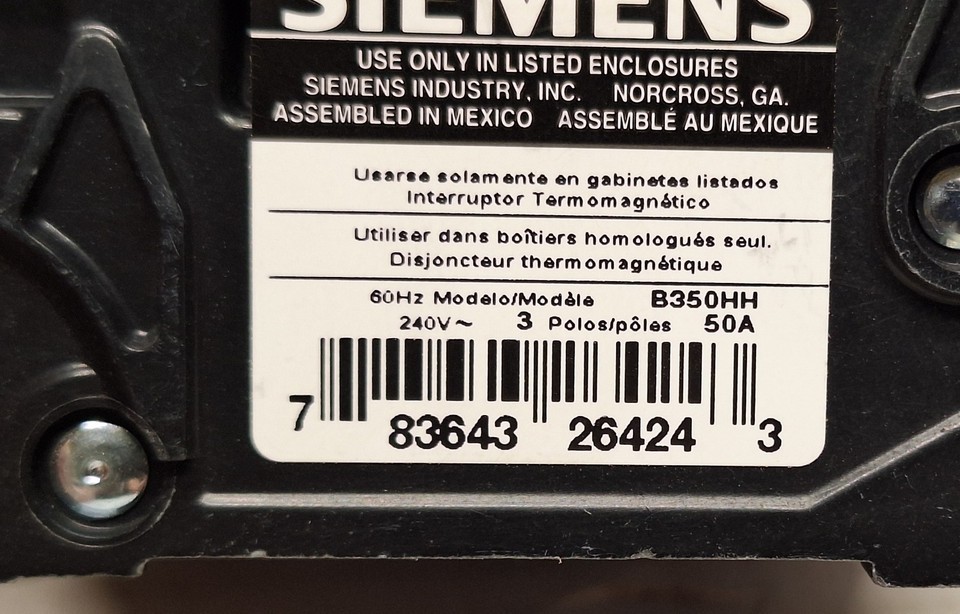 SIEMENS
USE ONLY IN LISTED ENCLOSURES
SIEMENS INDUSTRY, INC. NORCROSS, GA.
ASSEMBLED IN MEXICO ASSEMBLÉ AU MEXIQUE
Usarse solamente en gabinetes listados
Interruptor Termomagnético
Utiliser dans boîtiers homologués seul.
Disjoncteur thermomagnétique
60Hz Modelo/Modèle B350HH
240V~ 3 Polos/pôles 50A
7 83643 26424 3